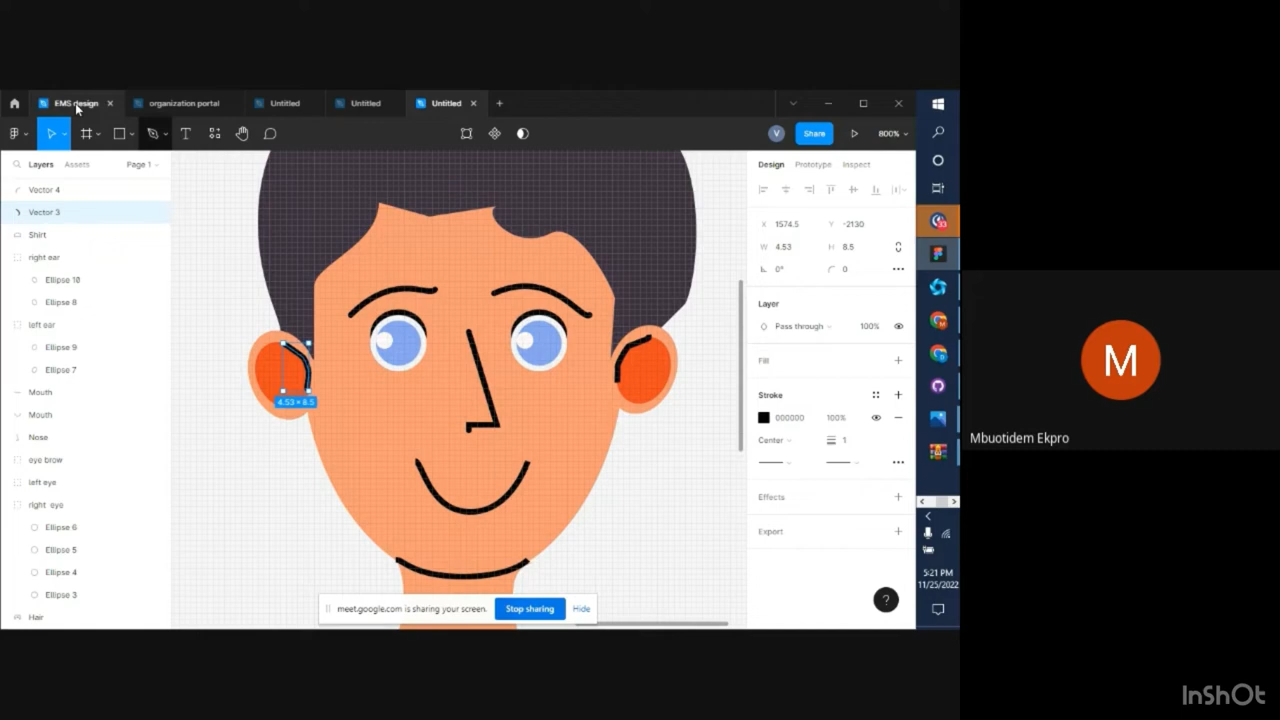 EMS design
organization portal
Untitled
Untitled
Untitled
Share
800%
Layers Assets Page 1
Design Prototype Inspect
Vector 4
Vector 3
Shirt
right ear
Ellipse 10
Ellipse 8
left ear
Ellipse 9
Ellipse 7
Mouth
Mouth
Nose
eye brow
left eye
right eye
Ellipse 6
Ellipse 5
Ellipse 4
Ellipse 3
Hair
4.53 × 8.5
X 1574.5 Y -2130
W 4.53 H 8.5
0° 0
Layer
Pass through 100%
Fill
Stroke
000000 100%
Center 1
Effects
Export
?
meet.google.com is sharing your screen. Stop sharing Hide
V
5:21 PM
11/25/2022
M
Mbuotidem Ekpro
InShOt